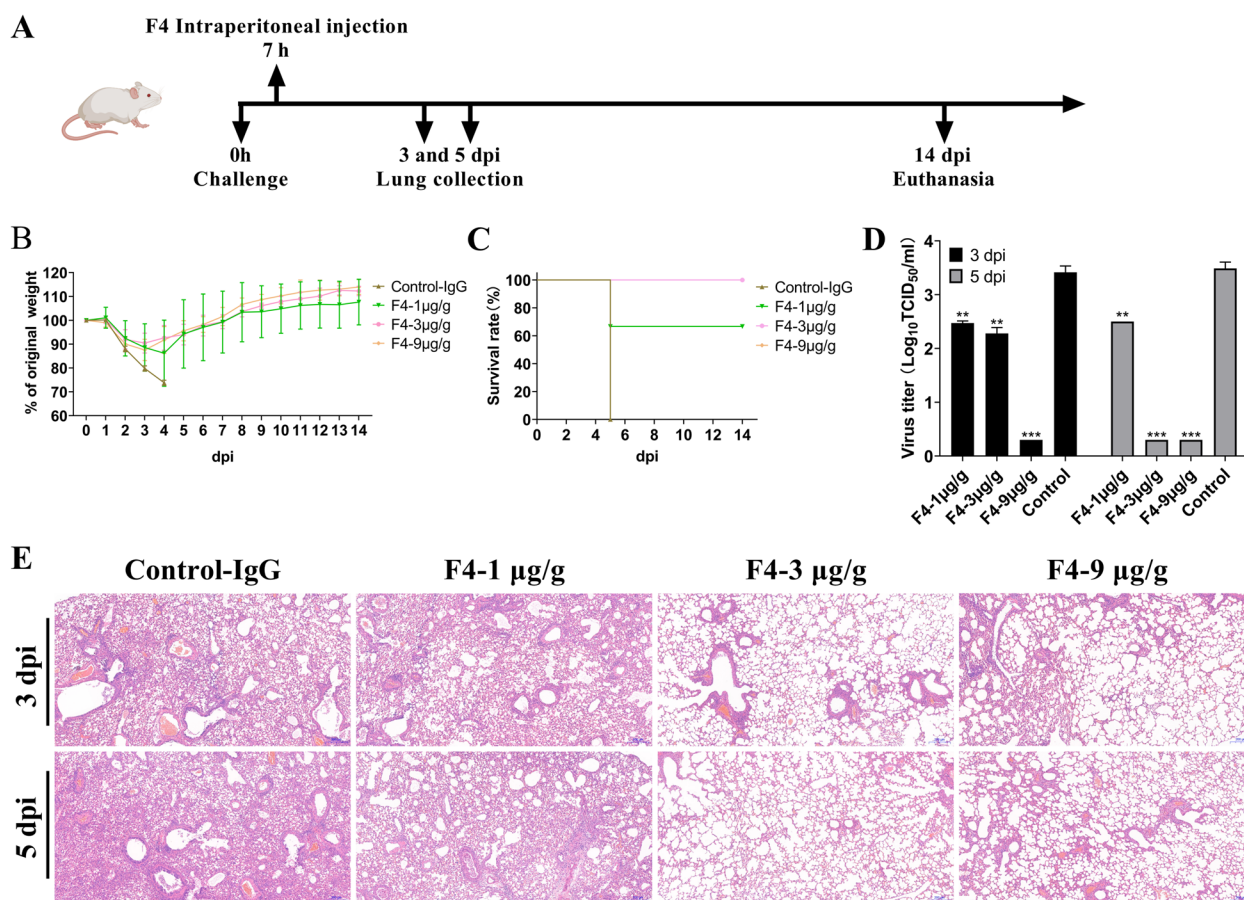 A
F4 Intraperitoneal injection
7 h
0h
Challenge
3 and 5 dpi
Lung collection
14 dpi
Euthanasia
B
% of original weight
120
110
100
90
80
70
60
0 1 2 3 4 5 6 7 8 9 10 11 12 13 14
dpi
Control-IgG
F4-1μg/g
F4-3μg/g
F4-9μg/g
C
Survival rate (%)
100
80
60
40
20
0
0 2 4 6 8 10 12 14
dpi
Control-IgG
F4-1μg/g
F4-3μg/g
F4-9μg/g
D
Virus titer (Log10 TCID50/ml)
4
3
2
1
0
3 dpi
5 dpi
** ** *** ** *** ***
F4-1μg/g
F4-3μg/g
F4-9μg/g
Control
F4-1μg/g
F4-3μg/g
F4-9μg/g
Control
E
Control-IgG F4-1 μg/g F4-3 μg/g F4-9 μg/g
3 dpi
5 dpi